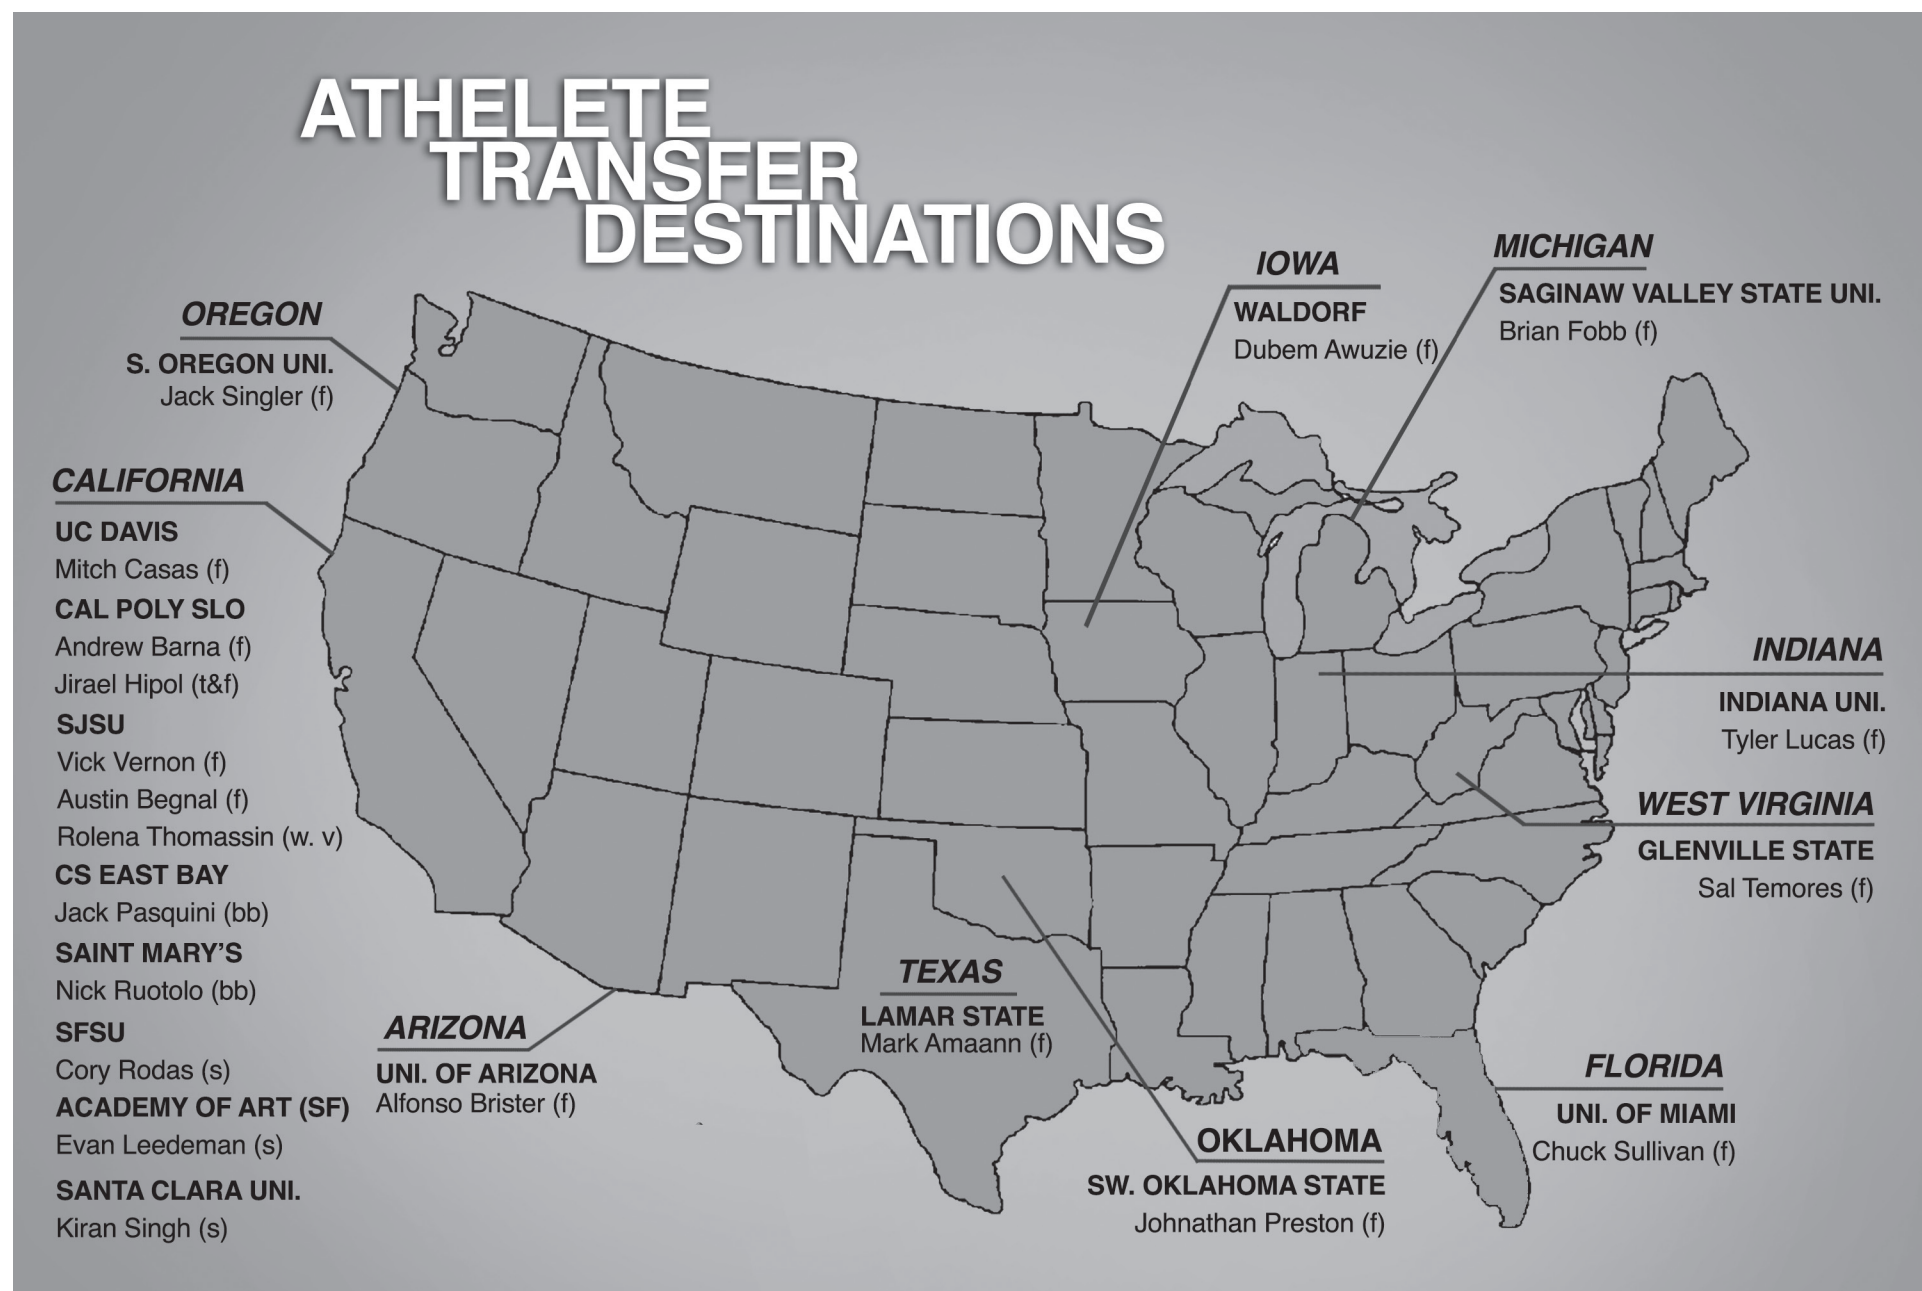 ATHELETE
TRANSFER
DESTINATIONS
OREGON
S. OREGON UNI.
Jack Singler (f)
CALIFORNIA
UC DAVIS
Mitch Casas (f)
CAL POLY SLO
Andrew Barna (f)
Jirael Hipol (t&f)
SJSU
Vick Vernon (f)
Austin Begnal (f)
Rolena Thomassin (w. v)
CS EAST BAY
Jack Pasquini (bb)
SAINT MARY'S
Nick Ruotolo (bb)
SFSU
Cory Rodas (s)
ACADEMY OF ART (SF)
Evan Leedeman (s)
SANTA CLARA UNI.
Kiran Singh (s)
ARIZONA
UNI. OF ARIZONA
Alfonso Brister (f)
TEXAS
LAMAR STATE
Mark Amaann (f)
OKLAHOMA
SW. OKLAHOMA STATE
Johnathan Preston (f)
IOWA
WALDORF
Dubem Awuzie (f)
MICHIGAN
SAGINAW VALLEY STATE UNI.
Brian Fobb (f)
INDIANA
INDIANA UNI.
Tyler Lucas (f)
WEST VIRGINIA
GLENVILLE STATE
Sal Temores (f)
FLORIDA
UNI. OF MIAMI
Chuck Sullivan (f)